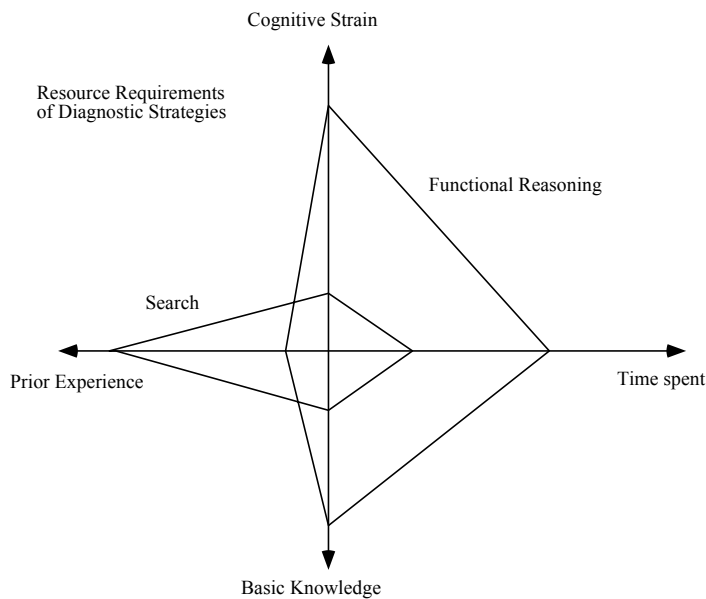 Cognitive Strain
Resource Requirements
of Diagnostic Strategies
Functional Reasoning
Search
Prior Experience
Time spent
Basic Knowledge